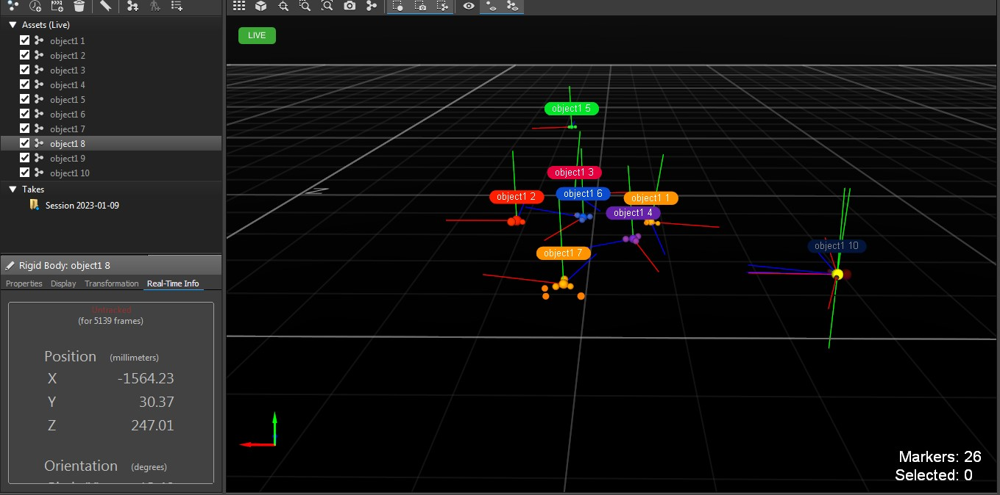 Assets (Live)
object1 1
object1 2
object1 3
object1 4
object1 5
object1 6
object1 7
object1 8
object1 9
object1 10
Takes
Session 2023-01-09
Rigid Body: object1 8
Properties Display Transformation Real-Time Info
Untracked
(for 5139 frames)
Position (millimeters)
X -1564.23
Y 30.37
Z 247.01
Orientation (degrees)
LIVE
object1 5
object1 3
object1 2
object1 6
object1 1
object1 4
object1 10
object1 7
Markers: 26
Selected: 0